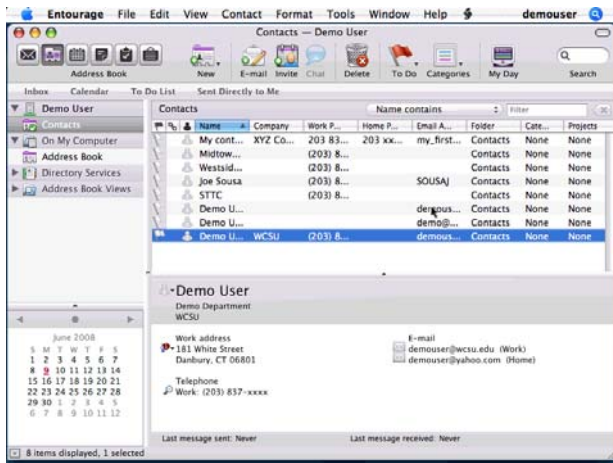 Entourage File Edit View Contact Format Tools Window Help demouser
Contacts — Demo User
Address Book New E-mail Invite Chat Delete To Do Categories My Day Search
Inbox Calendar To Do List Sent Directly to Me
Demo User
Contacts
On My Computer
Address Book
Directory Services
Address Book Views
Contacts Name contains Filter
Name Company Work P... Home P... Email A... Folder Cate... Projects
My cont... XYZ Co... 203 83... 203 xx... my_first... Contacts None None
Midtow... (203) 8... Contacts None None
Westsid... (203) 8... Contacts None None
Joe Sousa (203) 8... SOUSAJ Contacts None None
STTC (203) 8... Contacts None None
Demo U... demous... Contacts None None
Demo U... demo@... Contacts None None
Demo U... WCSU (203) 8... demous... Contacts None None
June 2008
S M T W T F S
1 2 3 4 5 6 7
8 9 10 11 12 13 14
15 16 17 18 19 20 21
22 23 24 25 26 27 28
29 30 1 2 3 4 5
6 7 8 9 10 11 12
Demo User
Demo Department
WCSU
Work address
181 White Street
Danbury, CT 06801
Telephone
Work: (203) 837-xxxx
E-mail
demouser@wcsu.edu (Work)
demouser@yahoo.com (Home)
Last message sent: Never Last message received: Never
8 items displayed, 1 selected